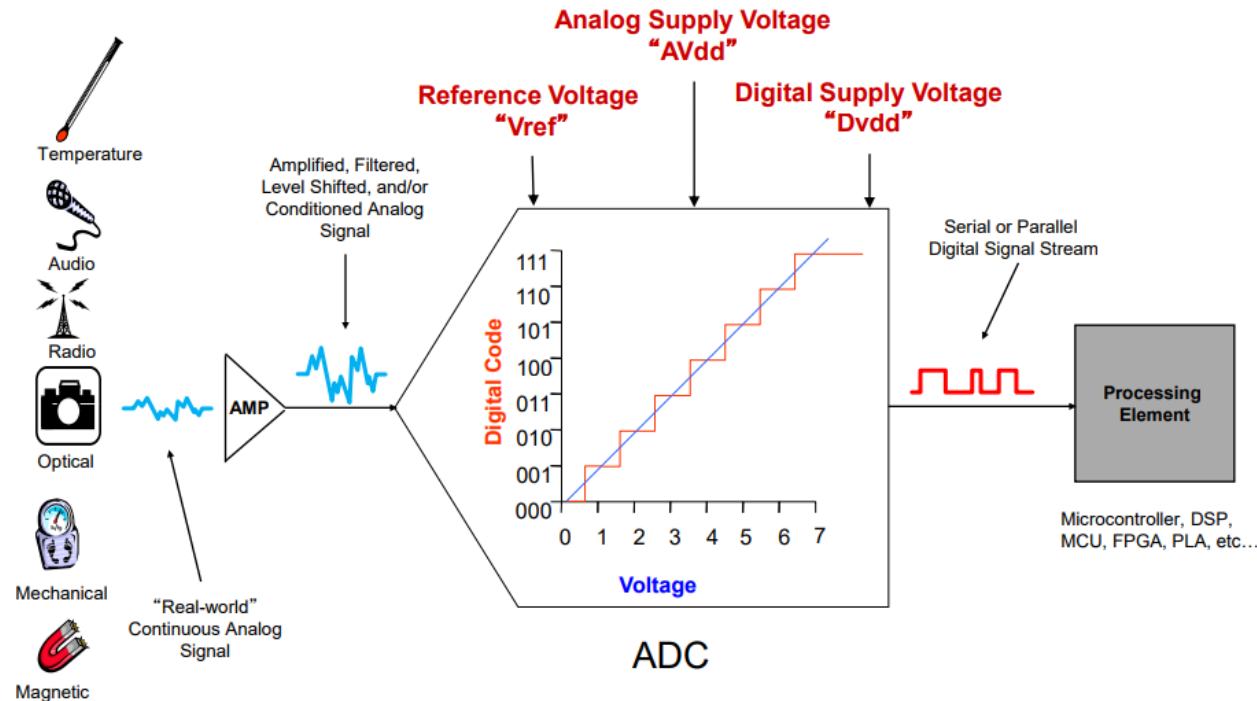 Analog Supply Voltage
“AVdd”
Reference Voltage
“Vref”
Digital Supply Voltage
“Dvdd”
Temperature
Audio
Radio
Optical
Mechanical
Magnetic
Amplified, Filtered,
Level Shifted, and/or
Conditioned Analog
Signal
AMP
“Real-world”
Continuous Analog
Signal
Digital Code
111
110
101
100
011
010
001
000
0 1 2 3 4 5 6 7
Voltage
ADC
Serial or Parallel
Digital Signal Stream
Processing
Element
Microcontroller, DSP,
MCU, FPGA, PLA, etc…